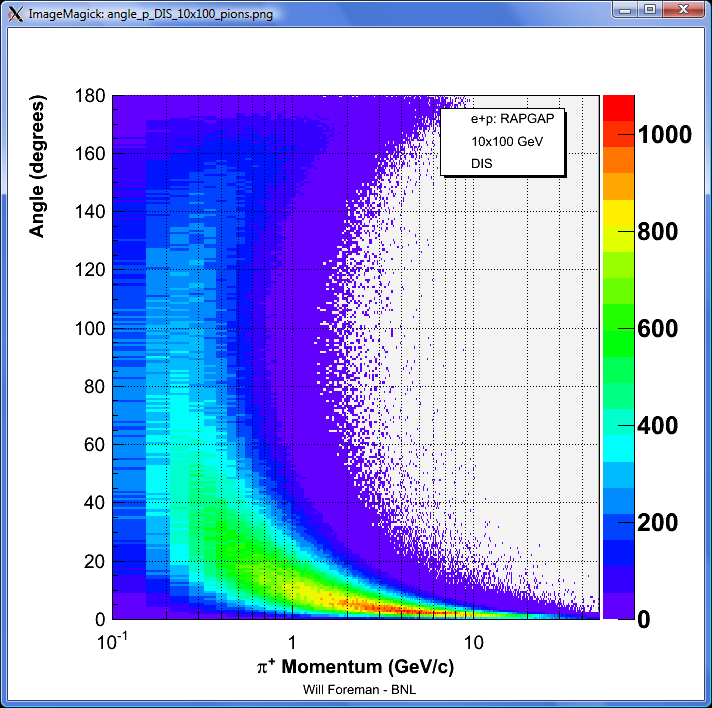 ImageMagick: angle_p_DIS_10x100_pions.png
e+p: RAPGAP
10x100 GeV
DIS
Angle (degrees)
180
160
140
120
100
80
60
40
20
0
10⁻¹
1
10
1000
800
600
400
200
0
π⁺ Momentum (GeV/c)
Will Foreman - BNL